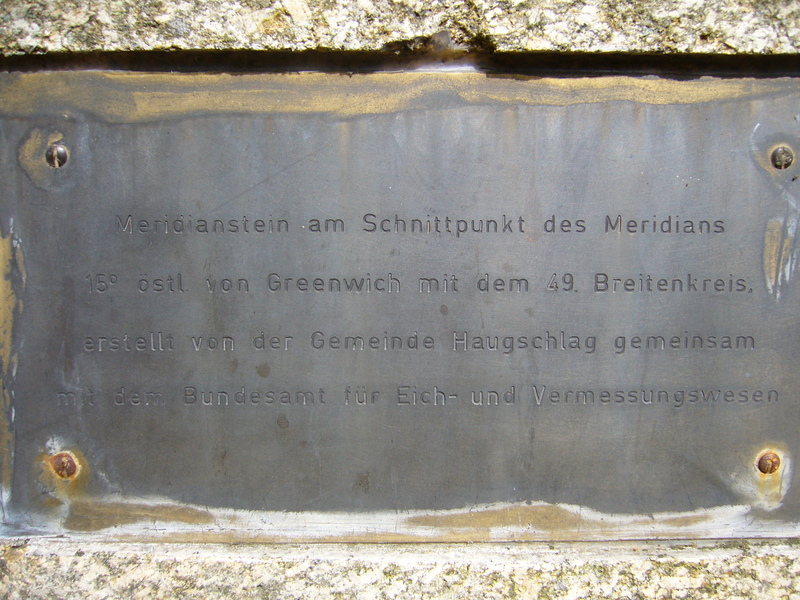 Meridianstein am Schnittpunkt des Meridians
15° östl. von Greenwich mit dem 49. Breitenkreis,
erstellt von der Gemeinde Haugschlag gemeinsam
mit dem Bundesamt für Eich- und Vermessungswesen